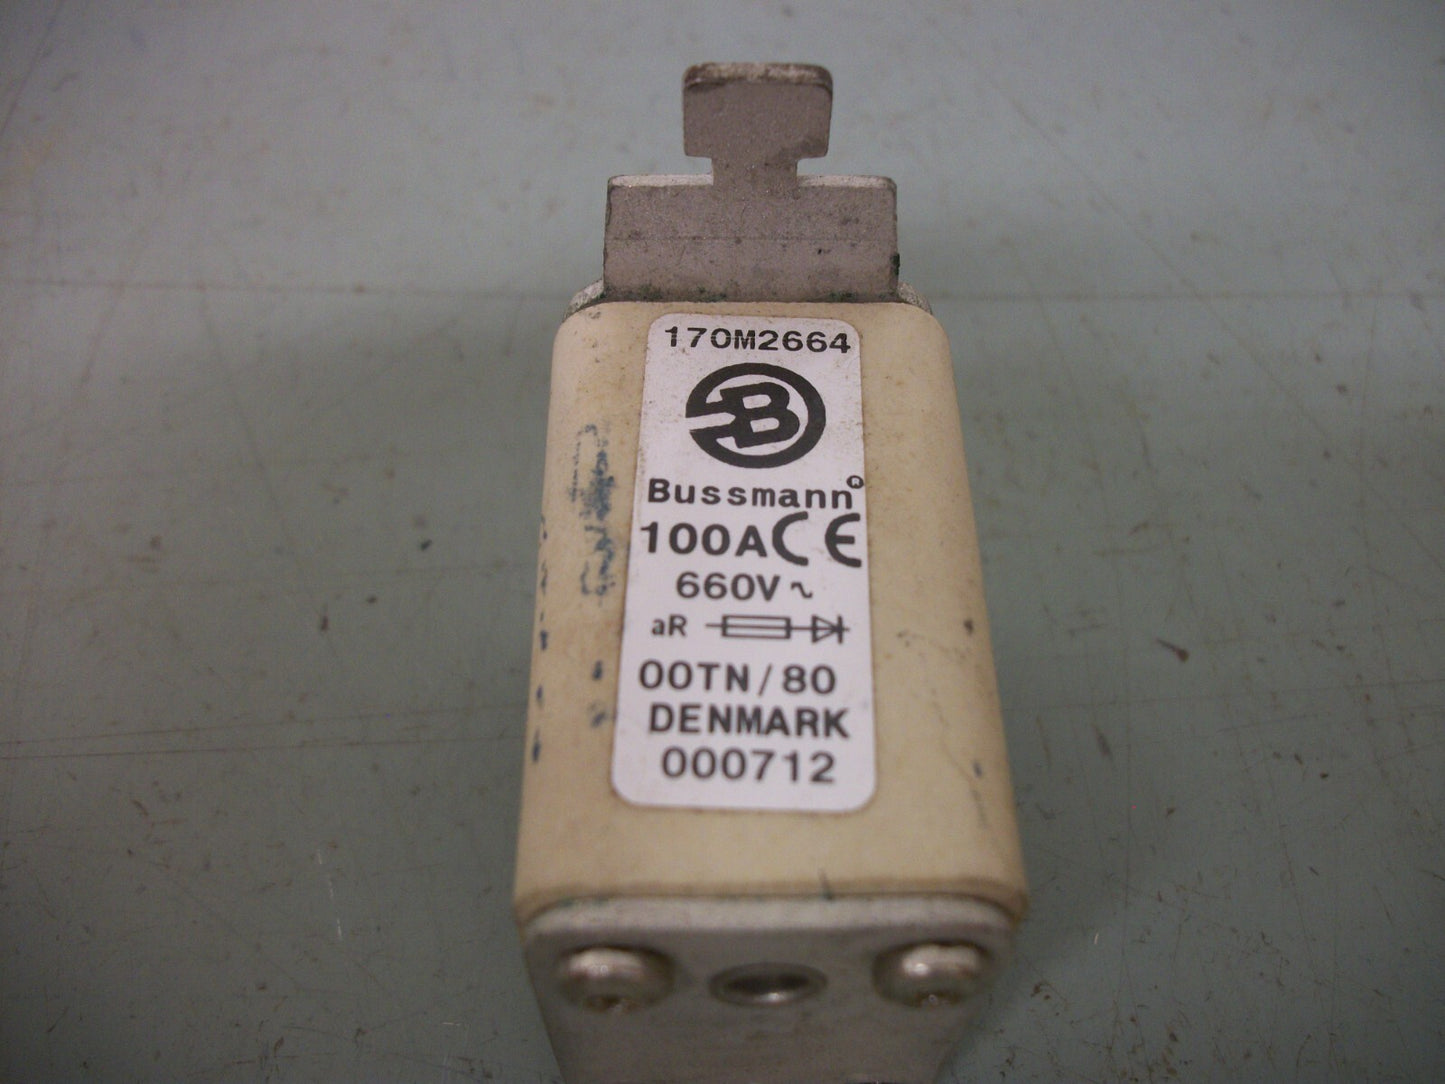 170M2664
B
Bussmann®
100A CE
660V ~
aR
00TN/80
DENMARK
000712